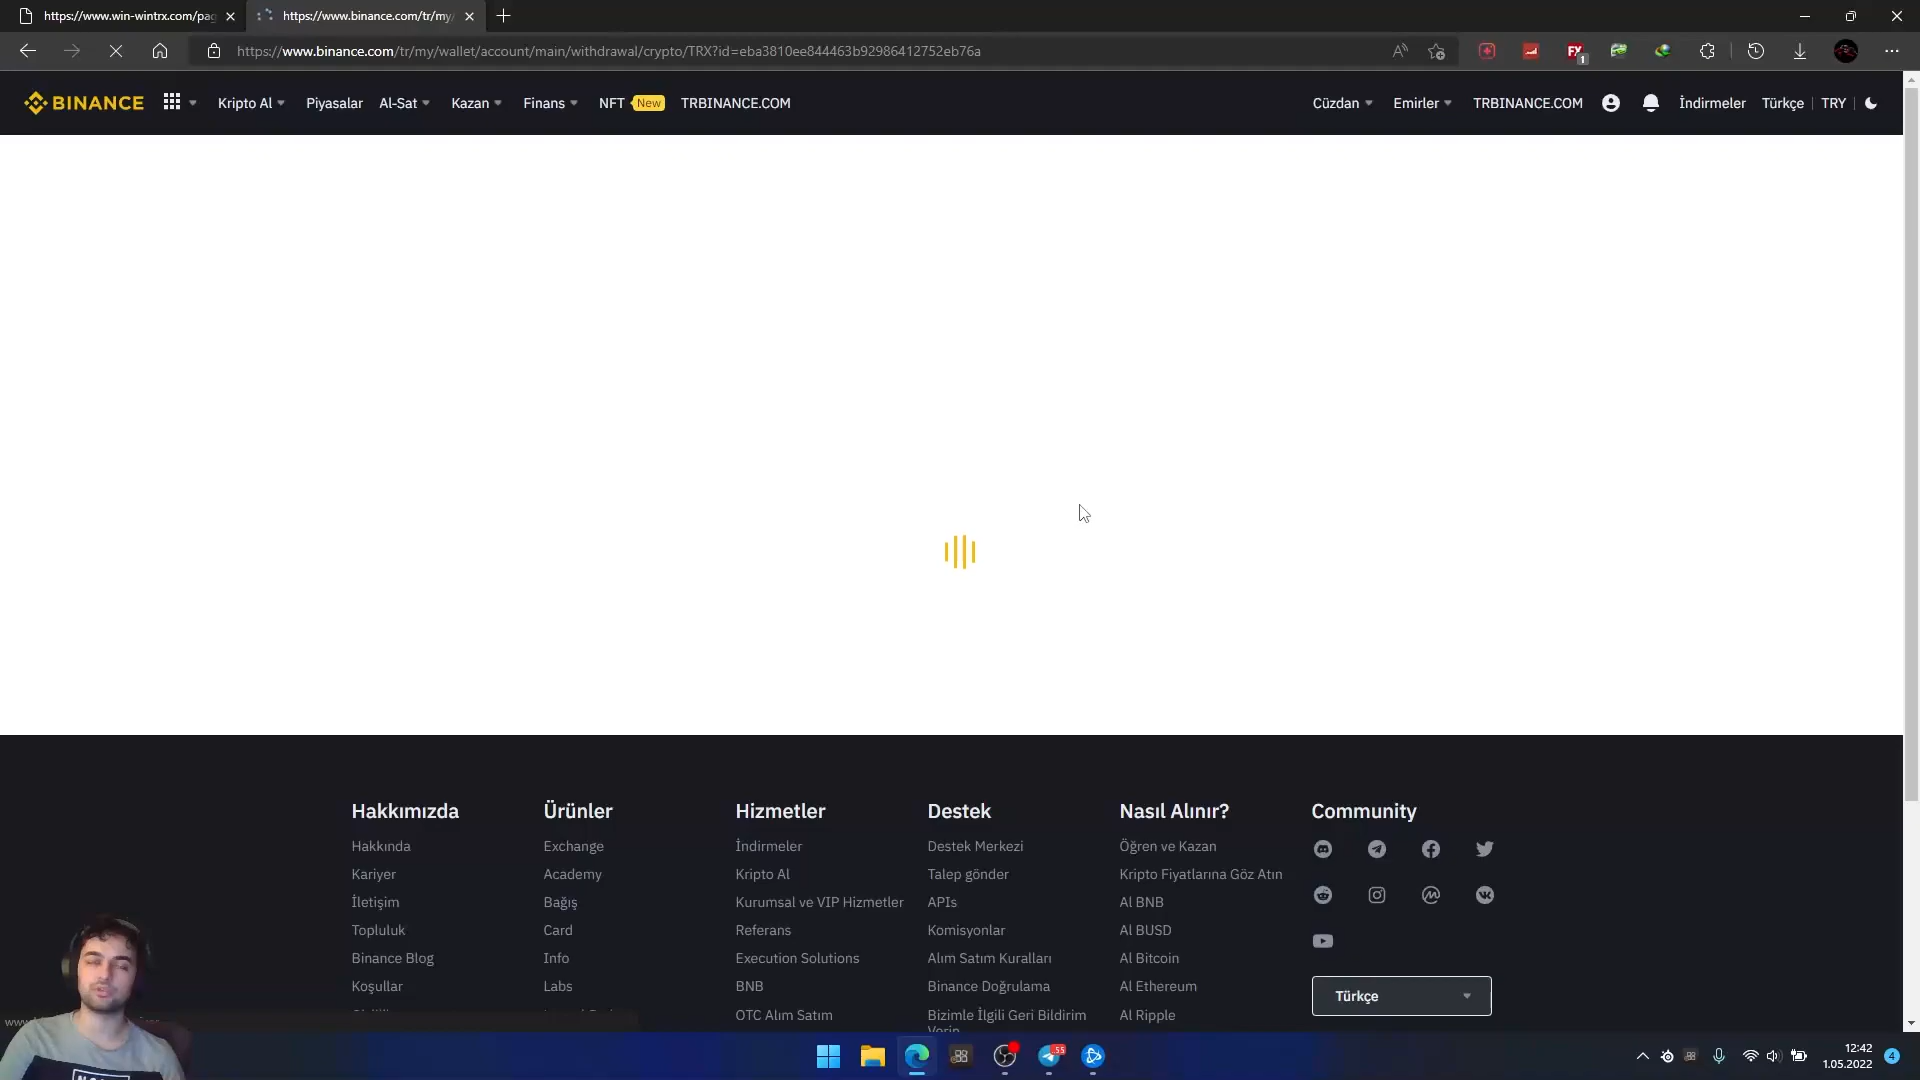 https://www.win-wintrx.com/pag
https://www.binance.com/tr/my/
https://www.binance.com/tr/my/wallet/account/main/withdrawal/crypto/TRX?id=eba3810ee844463b92986412752eb76a
FX
1
BINANCE
Kripto Al
Piyasalar
Al-Sat
Kazan
Finans
NFT
New
TRBINANCE.COM
Cüzdan
Emirler
TRBINANCE.COM
İndirmeler
Türkçe
TRY
Hakkımızda
Hakkında
Kariyer
İletişim
Topluluk
Binance Blog
Koşullar
Ürünler
Exchange
Academy
Bağış
Card
Info
Labs
Hizmetler
İndirmeler
Kripto Al
Kurumsal ve VIP Hizmetler
Referans
Execution Solutions
BNB
OTC Alım Satım
Destek
Destek Merkezi
Talep gönder
APIs
Komisyonlar
Alım Satım Kuralları
Binance Doğrulama
Bizimle İlgili Geri Bildirim
Verin
Nasıl Alınır?
Öğren ve Kazan
Kripto Fiyatlarına Göz Atın
Al BNB
Al BUSD
Al Bitcoin
Al Ethereum
Al Ripple
Community
Türkçe
55
12:42
1.05.2022
4